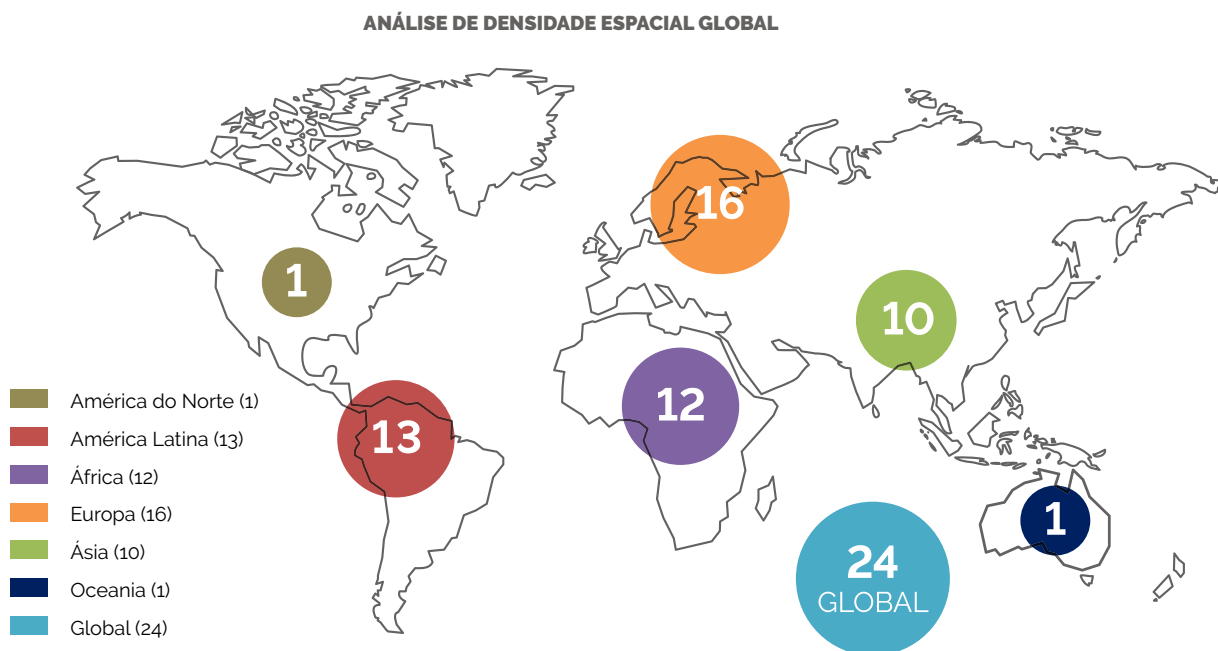 ANÁLISE DE DENSIDADE ESPACIAL GLOBAL
16
1
10
12
13
1
24
GLOBAL
América do Norte (1)
América Latina (13)
África (12)
Europa (16)
Ásia (10)
Oceania (1)
Global (24)